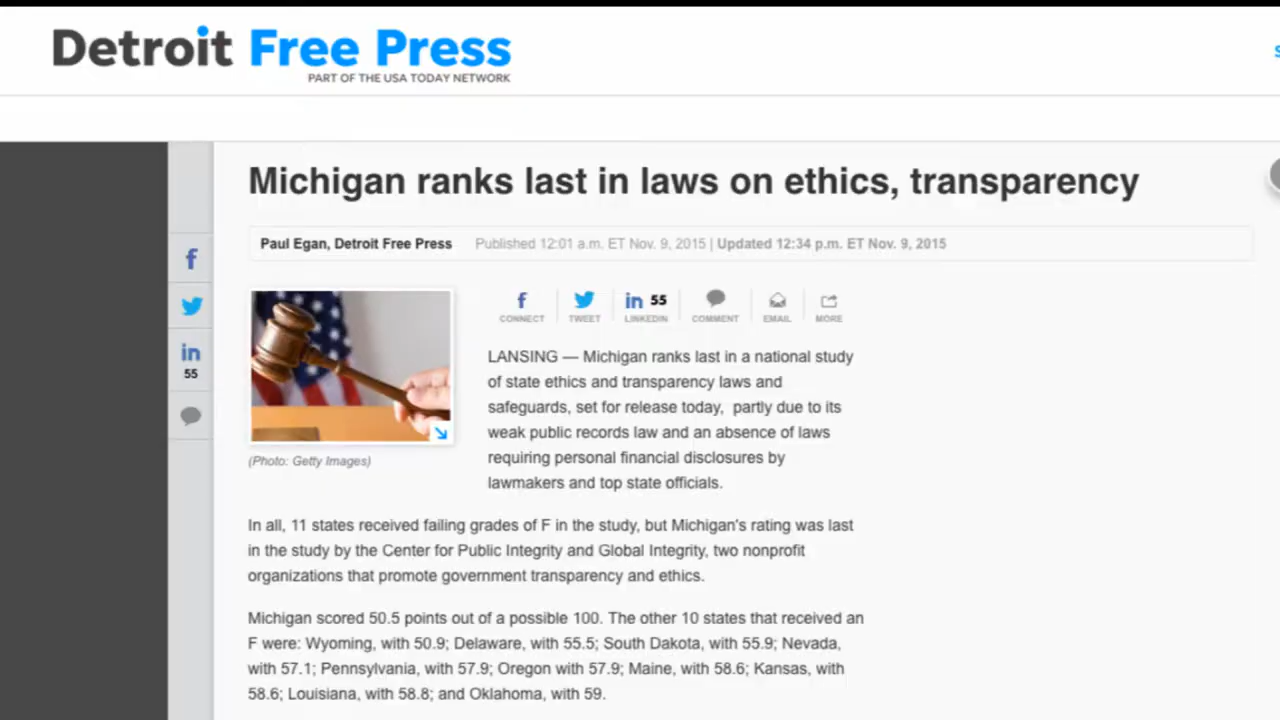 Detroit Free Press
PART OF THE USA TODAY NETWORK
Michigan ranks last in laws on ethics, transparency
Paul Egan, Detroit Free Press Published 12:01 a.m. ET Nov. 9, 2015 | Updated 12:34 p.m. ET Nov. 9, 2015
f
in
55
f in 55
CONNECT TWEET LINKEDIN COMMENT EMAIL MORE
(Photo: Getty Images)
LANSING — Michigan ranks last in a national study
of state ethics and transparency laws and
safeguards, set for release today, partly due to its
weak public records law and an absence of laws
requiring personal financial disclosures by
lawmakers and top state officials.
In all, 11 states received failing grades of F in the study, but Michigan's rating was last
in the study by the Center for Public Integrity and Global Integrity, two nonprofit
organizations that promote government transparency and ethics.
Michigan scored 50.5 points out of a possible 100. The other 10 states that received an
F were: Wyoming, with 50.9; Delaware, with 55.5; South Dakota, with 55.9; Nevada,
with 57.1; Pennsylvania, with 57.9; Oregon with 57.9; Maine, with 58.6; Kansas, with
58.6; Louisiana, with 58.8; and Oklahoma, with 59.